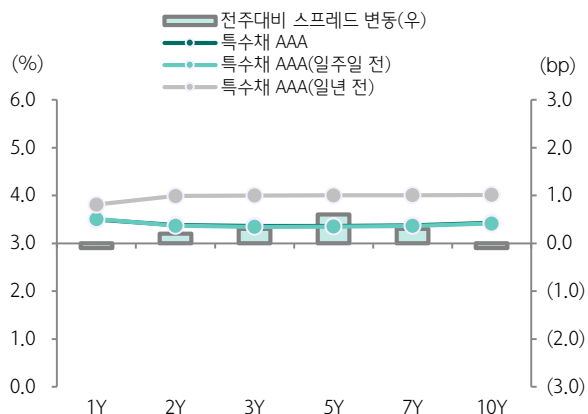 전주대비 스프레드 변동(우)
특수채 AAA
특수채 AAA(일주일 전)
특수채 AAA(일년 전)
(%) (bp)
6.0 3.0
5.0 2.0
4.0 1.0
3.0 0.0
2.0 (1.0)
1.0 (2.0)
0.0 (3.0)
1Y 2Y 3Y 5Y 7Y 10Y